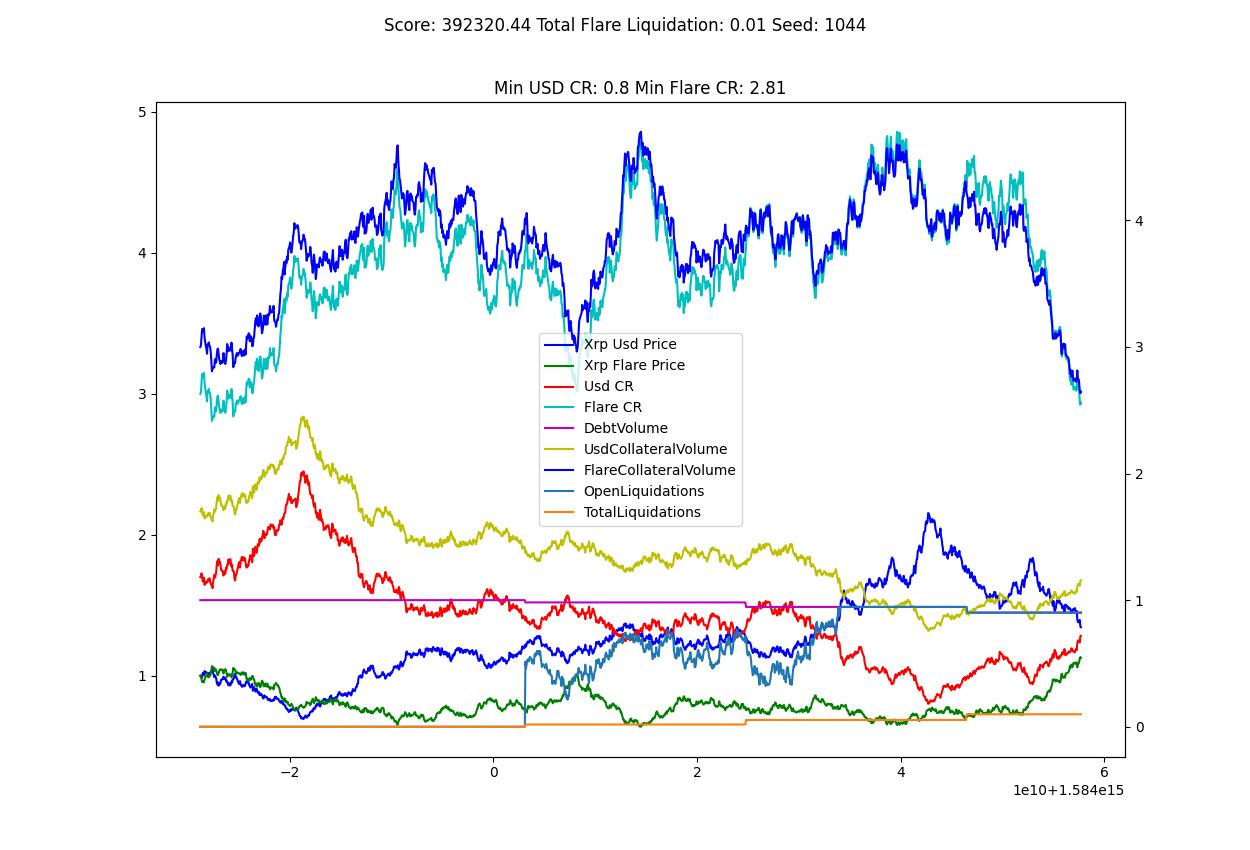 Score: 392320.44 Total Flare Liquidation: 0.01 Seed: 1044
Min USD CR: 0.8 Min Flare CR: 2.81
5
4
3
2
1
4
3
2
1
0
Xrp Usd Price
Xrp Flare Price
Usd CR
Flare CR
DebtVolume
UsdCollateralVolume
FlareCollateralVolume
OpenLiquidations
TotalLiquidations
−2 0 2 4 6
1e10+1.584e15